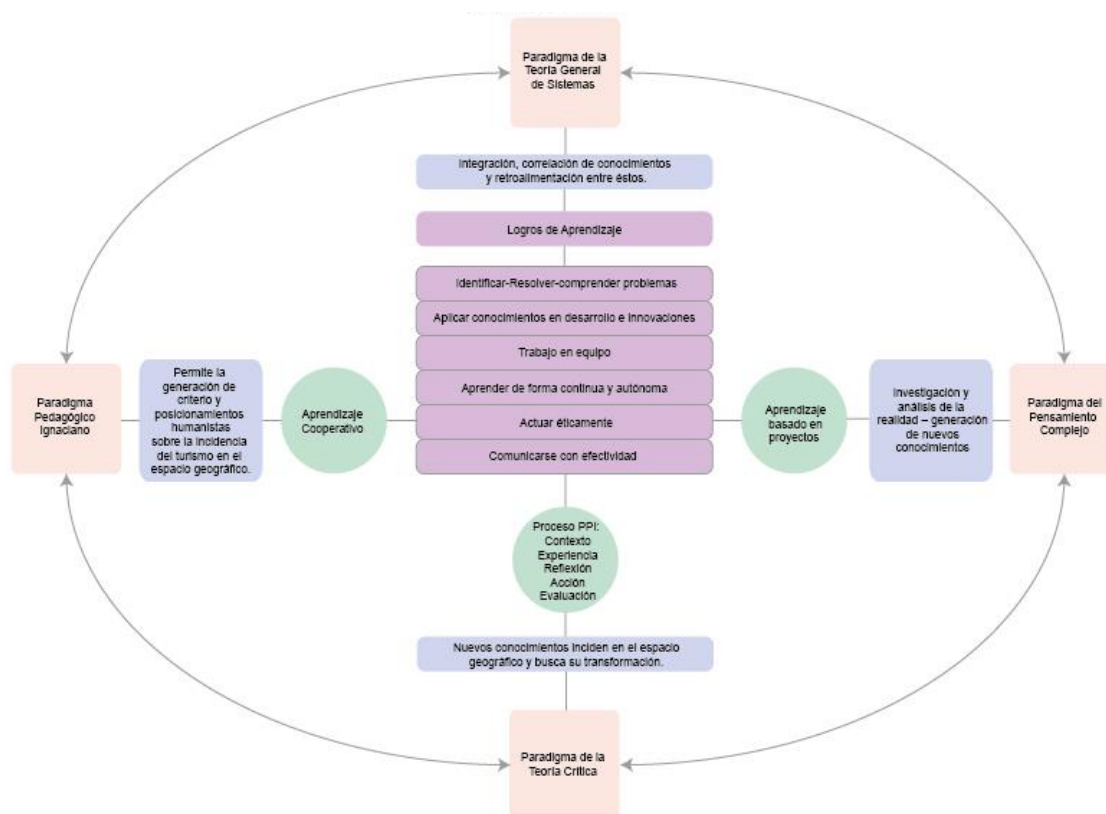 Paradigma de la
Teoría General
de Sistemas
Integración, correlación de conocimientos
y retroalimentación entre éstos.
Logros de Aprendizaje
Identificar-Resolver-comprender problemas
Aplicar conocimientos en desarrollo e innovaciones
Trabajo en equipo
Aprender de forma continua y autónoma
Actuar éticamente
Comunicarse con efectividad
Paradigma
Pedagógico
Ignaciano
Permite la
generación de
criterio y
posicionamientos
humanistas
sobre la incidencia
del turismo en el
espacio geográfico.
Aprendizaje
Cooperativo
Aprendizaje
basado en
proyectos
Investigación y
análisis de la
realidad – generación
de nuevos
conocimientos
Paradigma del
Pensamiento
Complejo
Proceso PPI:
Contexto
Experiencia
Reflexión
Acción
Evaluación
Nuevos conocimientos inciden en el espacio
geográfico y busca su transformación.
Paradigma de la
Teoría Crítica